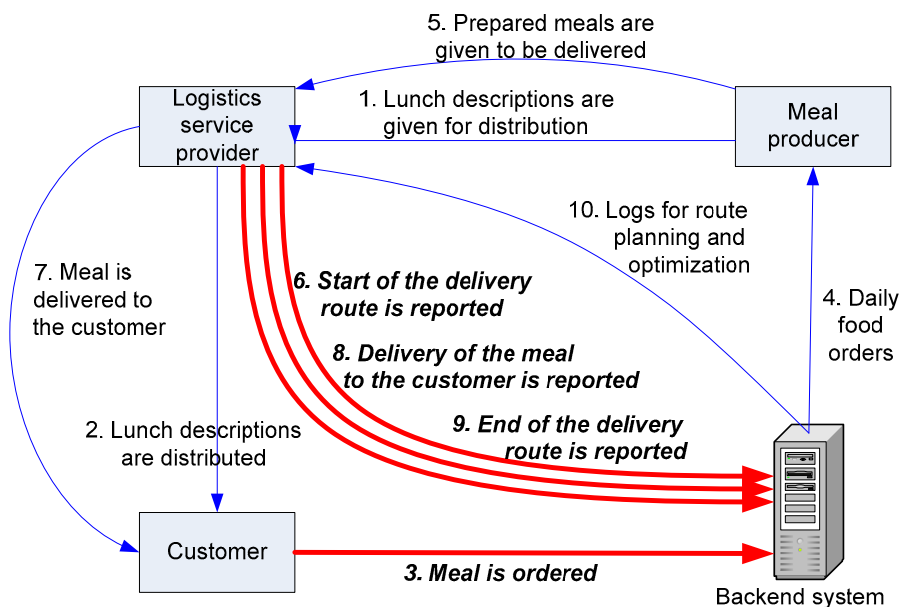 5. Prepared meals are
given to be delivered
Logistics
service
provider
1. Lunch descriptions are
given for distribution
Meal
producer
10. Logs for route
planning and
optimization
7. Meal is
delivered to
the customer
6. Start of the delivery
route is reported
4. Daily
food
orders
8. Delivery of the meal
to the customer is reported
9. End of the delivery
route is reported
2. Lunch descriptions
are distributed
Customer
3. Meal is ordered
Backend system